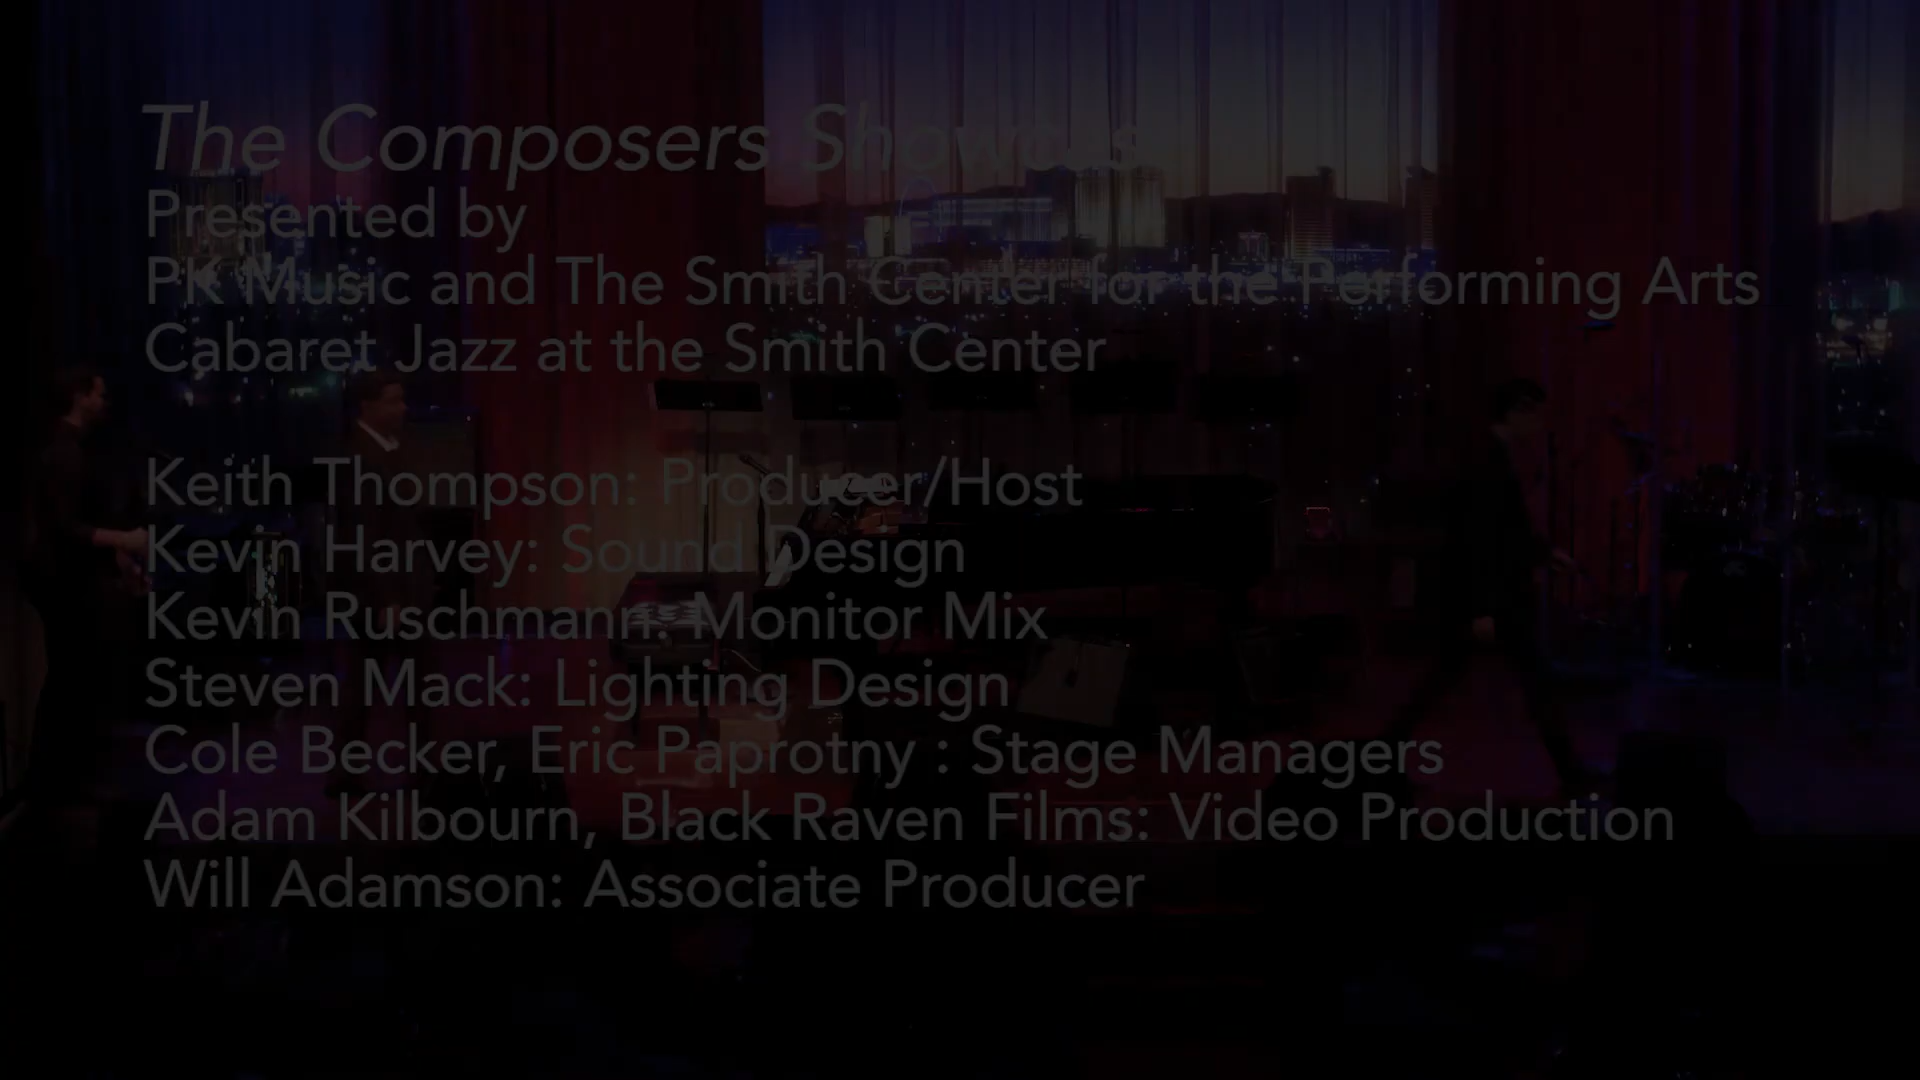 The Composers Showcase
Presented by
PK Music and The Smith Center for the Performing Arts
Cabaret Jazz at the Smith Center
Keith Thompson: Producer/Host
Kevin Harvey: Sound Design
Kevin Ruschmann: Monitor Mix
Steven Mack: Lighting Design
Cole Becker, Eric Paprotny : Stage Managers
Adam Kilbourn, Black Raven Films: Video Production
Will Adamson: Associate Producer